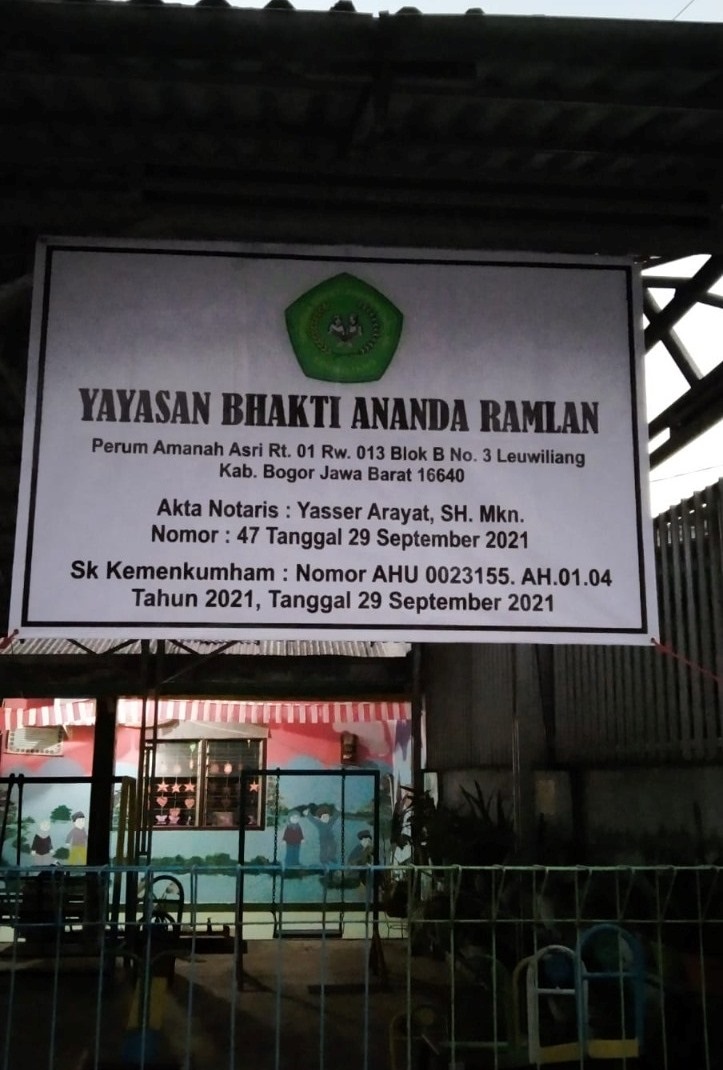 YAYASAN BHAKTI ANANDA RAMLAN
Perum Amanah Asri Rt. 01 Rw. 013 Blok B No. 3 Leuwiliang
Kab. Bogor Jawa Barat 16640
Akta Notaris : Yasser Arayat, SH. Mkn.
Nomor : 47 Tanggal 29 September 2021
Sk Kemenkumham : Nomor AHU 0023155. AH.01.04
Tahun 2021, Tanggal 29 September 2021